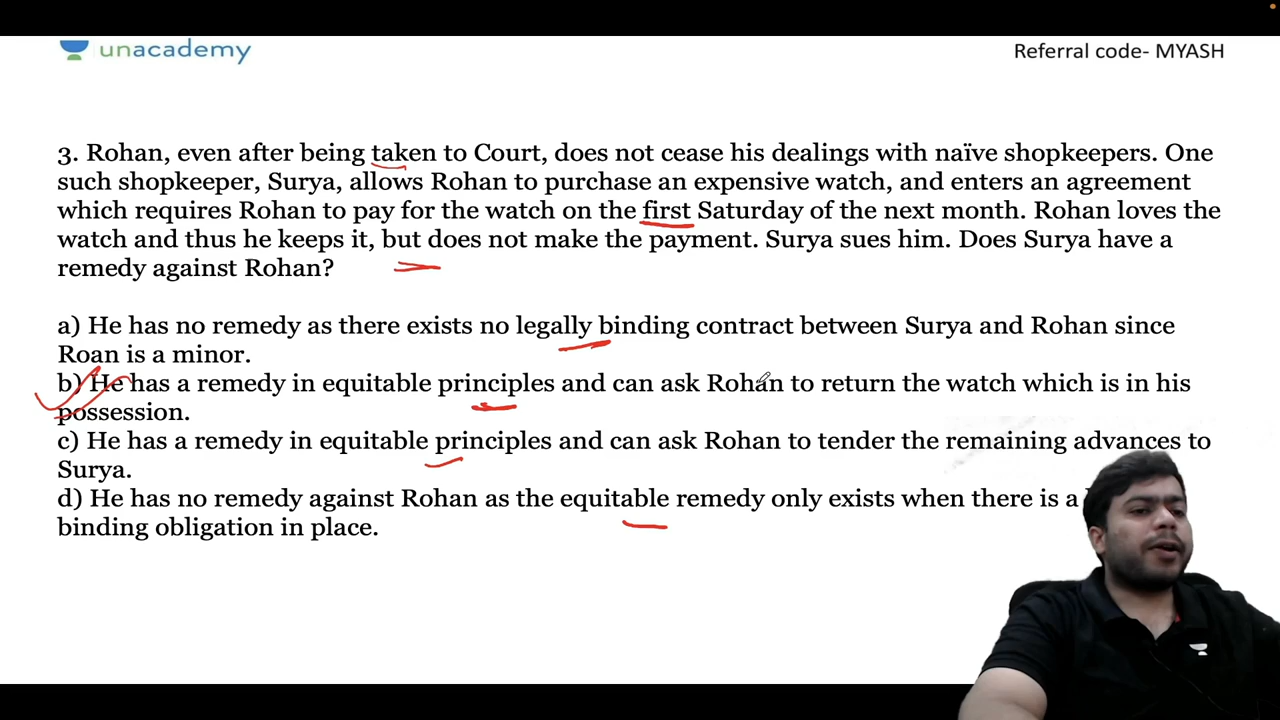 unacademy
Referral code- MYASH
3. Rohan, even after being taken to Court, does not cease his dealings with naïve shopkeepers. One
such shopkeeper, Surya, allows Rohan to purchase an expensive watch, and enters an agreement
which requires Rohan to pay for the watch on the first Saturday of the next month. Rohan loves the
watch and thus he keeps it, but does not make the payment. Surya sues him. Does Surya have a
remedy against Rohan?
a) He has no remedy as there exists no legally binding contract between Surya and Rohan since
Roan is a minor.
b) He has a remedy in equitable principles and can ask Rohan to return the watch which is in his
possession.
c) He has a remedy in equitable principles and can ask Rohan to tender the remaining advances to
Surya.
d) He has no remedy against Rohan as the equitable remedy only exists when there is a
binding obligation in place.